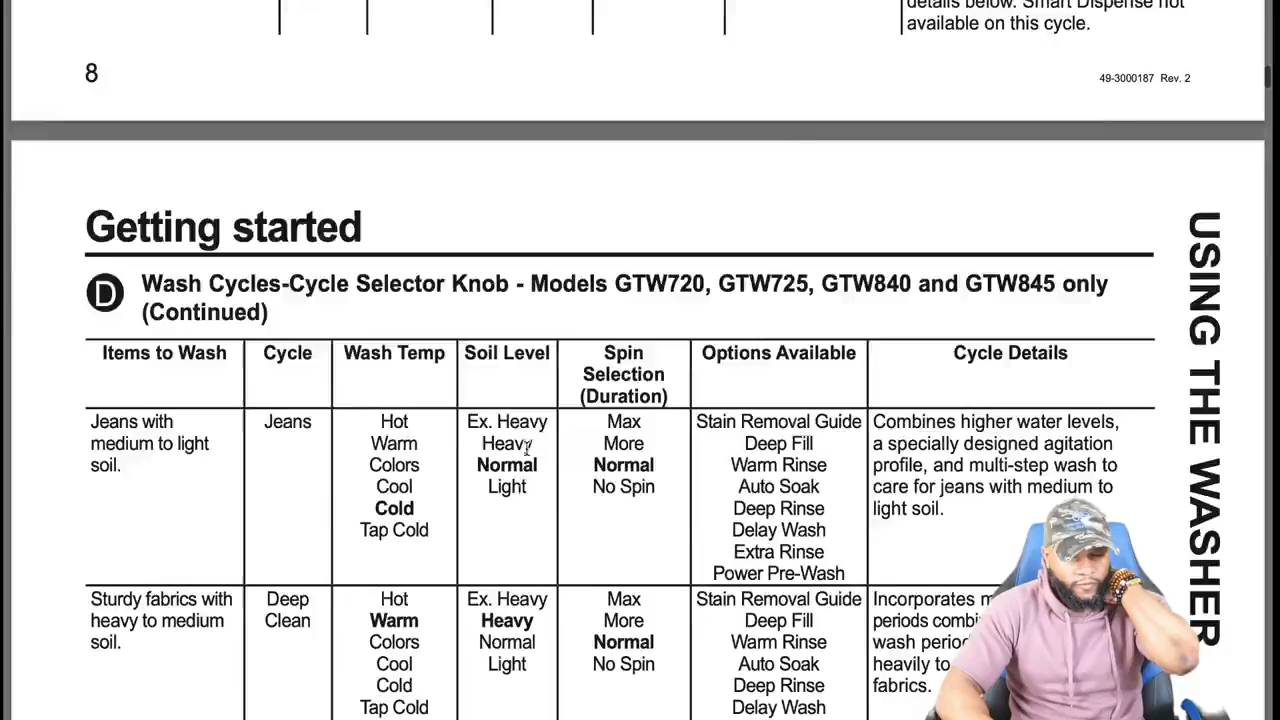 details below. Smart Dispense not
available on this cycle.
8
49-3000187 Rev. 2
Getting started
USING THE WASHER
D
Wash Cycles-Cycle Selector Knob - Models GTW720, GTW725, GTW840 and GTW845 only
(Continued)
Items to Wash Cycle Wash Temp Soil Level Spin Selection (Duration) Options Available Cycle Details
Jeans with
medium to light
soil.
Jeans
Hot
Warm
Colors
Cool
Cold
Tap Cold
Ex. Heavy
Heavy
Normal
Light
Max
More
Normal
No Spin
Stain Removal Guide
Deep Fill
Warm Rinse
Auto Soak
Deep Rinse
Delay Wash
Extra Rinse
Power Pre-Wash
Combines higher water levels,
a specially designed agitation
profile, and multi-step wash to
care for jeans with medium to
light soil.
Sturdy fabrics with
heavy to medium
soil.
Deep
Clean
Hot
Warm
Colors
Cool
Cold
Tap Cold
Ex. Heavy
Heavy
Normal
Light
Max
More
Normal
No Spin
Stain Removal Guide
Deep Fill
Warm Rinse
Auto Soak
Deep Rinse
Delay Wash
Incorporates
periods
wash
heavily to
fabrics.